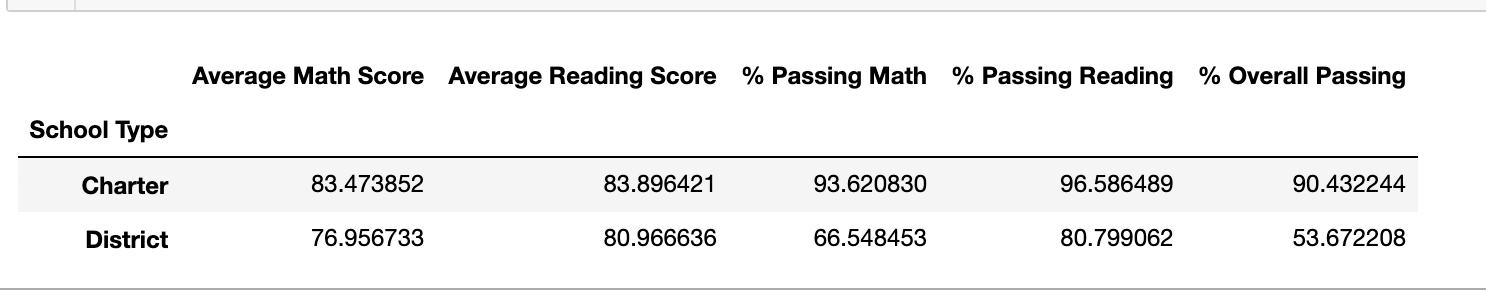 Average Math Score Average Reading Score % Passing Math % Passing Reading % Overall Passing
School Type
Charter 83.473852 83.896421 93.620830 96.586489 90.432244
District 76.956733 80.966636 66.548453 80.799062 53.672208